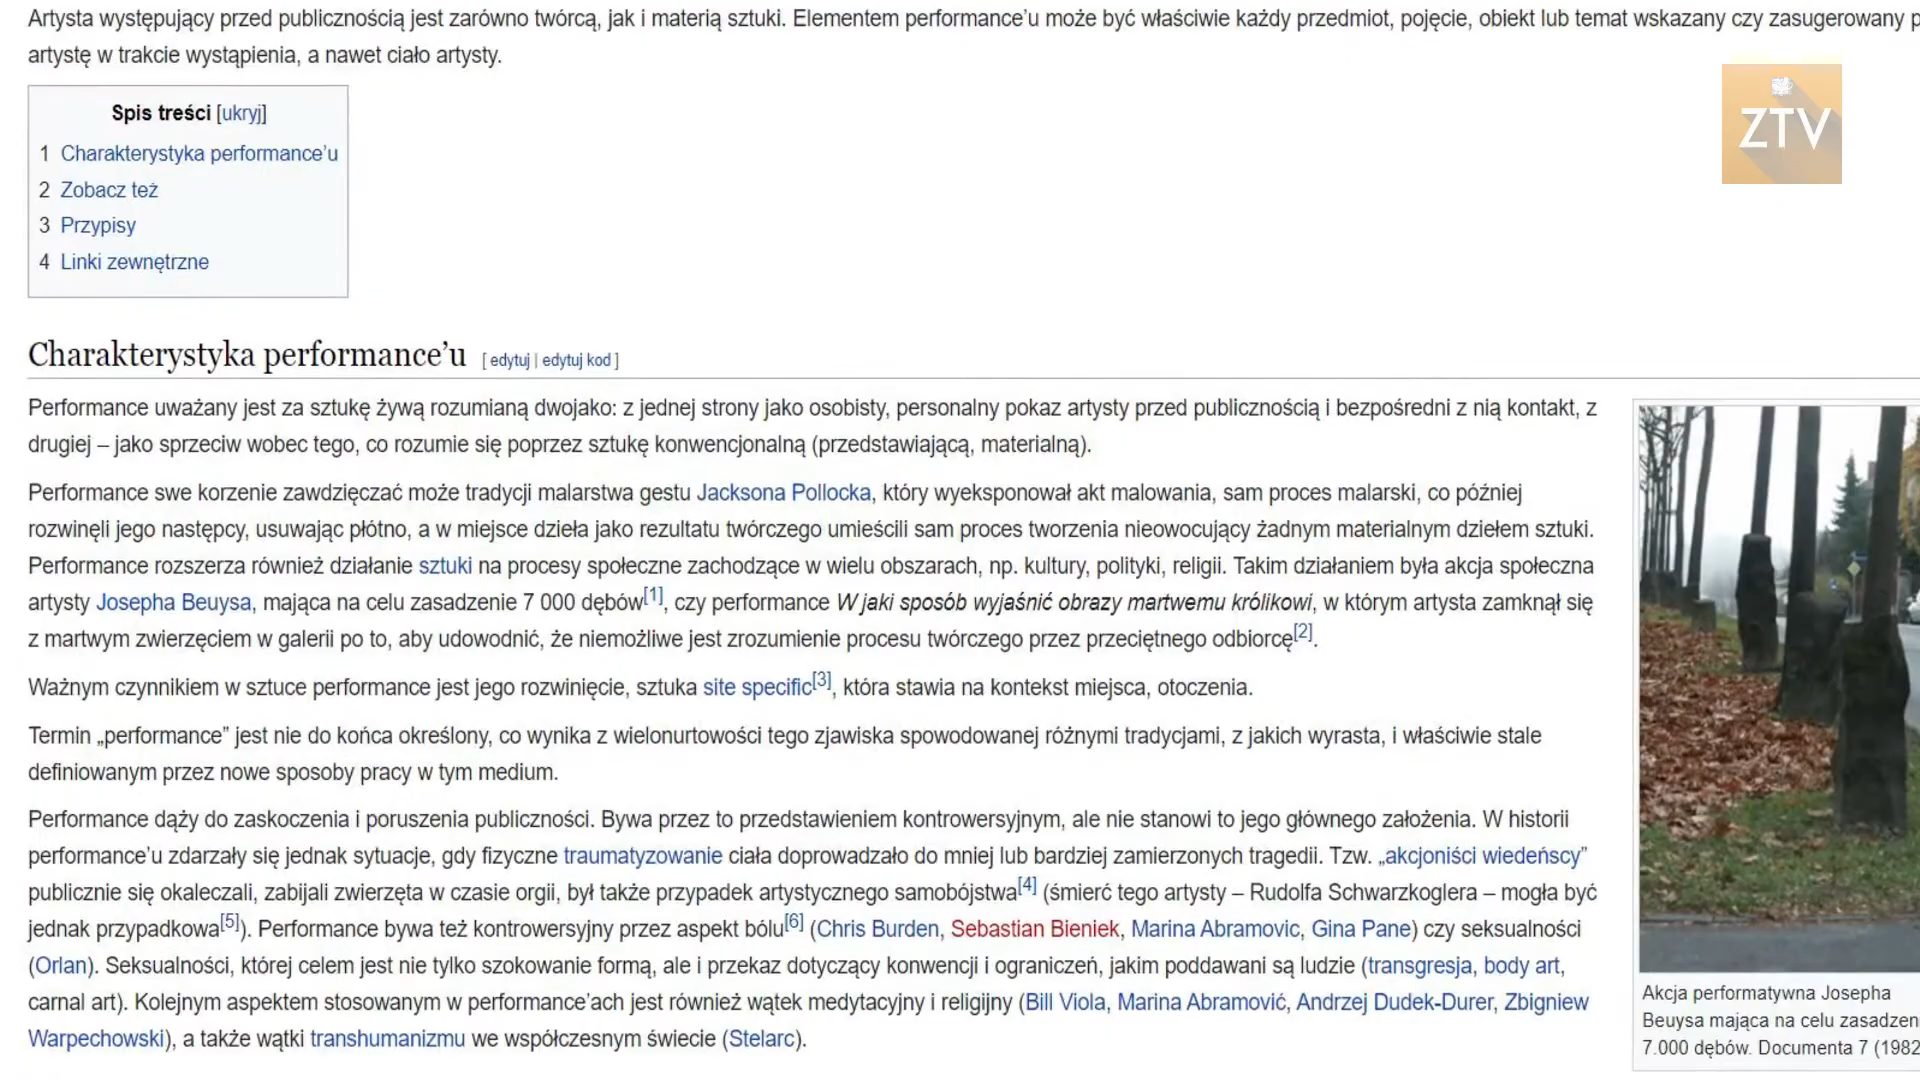 Artysta występujący przed publicznością jest zarówno twórcą, jak i materią sztuki. Elementem performance’u może być właściwie każdy przedmiot, pojęcie, obiekt lub temat wskazany czy zasugerowany
artystę w trakcie wystąpienia, a nawet ciało artysty.
ZTV
Spis treści [ukryj]
1 Charakterystyka performance’u
2 Zobacz też
3 Przypisy
4 Linki zewnętrzne
Charakterystyka performance’u [ edytuj | edytuj kod ]
Performance uważany jest za sztukę żywą rozumianą dwojako: z jednej strony jako osobisty, personalny pokaz artysty przed publicznością i bezpośredni z nią kontakt, z
drugiej – jako sprzeciw wobec tego, co rozumie się poprzez sztukę konwencjonalną (przedstawiającą, materialną).
Performance swe korzenie zawdzięczać może tradycji malarstwa gestu Jacksona Pollocka, który wyeksponował akt malowania, sam proces malarski, co później
rozwinęli jego następcy, usuwając płótno, a w miejsce dzieła jako rezultatu twórczego umieścili sam proces tworzenia nieowocujący żadnym materialnym dziełem sztuki.
Performance rozszerza również działanie sztuki na procesy społeczne zachodzące w wielu obszarach, np. kultury, polityki, religii. Takim działaniem była akcja społeczna
artysty Josepha Beuysa, mająca na celu zasadzenie 7 000 dębów[1], czy performance W jaki sposób wyjaśnić obrazy martwemu królikowi, w którym artysta zamknął się
z martwym zwierzęciem w galerii po to, aby udowodnić, że niemożliwe jest zrozumienie procesu twórczego przez przeciętnego odbiorcę[2].
Ważnym czynnikiem w sztuce performance jest jego rozwinięcie, sztuka site specific[3], która stawia na kontekst miejsca, otoczenia.
Termin „performance” jest nie do końca określony, co wynika z wielonurtowości tego zjawiska spowodowanej różnymi tradycjami, z jakich wyrasta, i właściwie stale
definiowanym przez nowe sposoby pracy w tym medium.
Performance dąży do zaskoczenia i poruszenia publiczności. Bywa przez to przedstawieniem kontrowersyjnym, ale nie stanowi to jego głównego założenia. W historii
performance’u zdarzały się jednak sytuacje, gdy fizyczne traumatyzowanie ciała doprowadzało do mniej lub bardziej zamierzonych tragedii. Tzw. „akcjoniści wiedeńscy”
publicznie się okaleczali, zabijali zwierzęta w czasie orgii, był także przypadek artystycznego samobójstwa[4] (śmierć tego artysty – Rudolfa Schwarzkoglera – mogła być
jednak przypadkowa[5]). Performance bywa też kontrowersyjny przez aspekt bólu[6] (Chris Burden, Sebastian Bieniek, Marina Abramovic, Gina Pane) czy seksualności
(Orlan). Seksualności, której celem jest nie tylko szokowanie formą, ale i przekaz dotyczący konwencji i ograniczeń, jakim poddawani są ludzie (transgresja, body art,
carnal art). Kolejnym aspektem stosowanym w performance’ach jest również wątek medytacyjny i religijny (Bill Viola, Marina Abramović, Andrzej Dudek-Durer, Zbigniew
Warpechowski), a także wątki transhumanizmu we współczesnym świecie (Stelarc).
Akcja performatywna Josepha
Beuysa mająca na celu zasadzen
7.000 dębów. Documenta 7 (1982